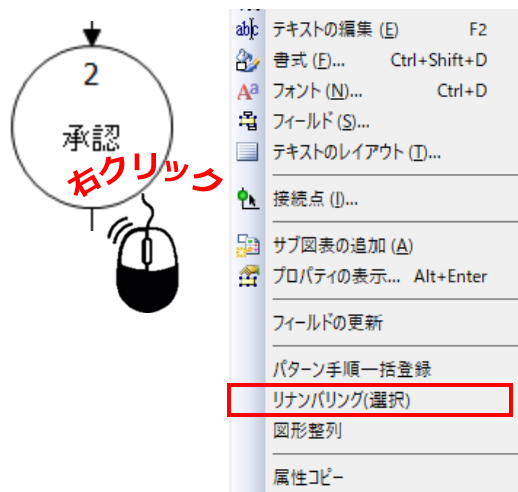 2
承認
右クリック
テキストの編集 (E) F2
書式 (F)... Ctrl+Shift+D
フォント (N)... Ctrl+D
フィールド (S)...
テキストのレイアウト (T)...
接続点 (I)...
サブ図表の追加 (A)
プロパティの表示... Alt+Enter
フィールドの更新
パターン手順一括登録
リナンバリング(選択)
図形整列
属性コピー